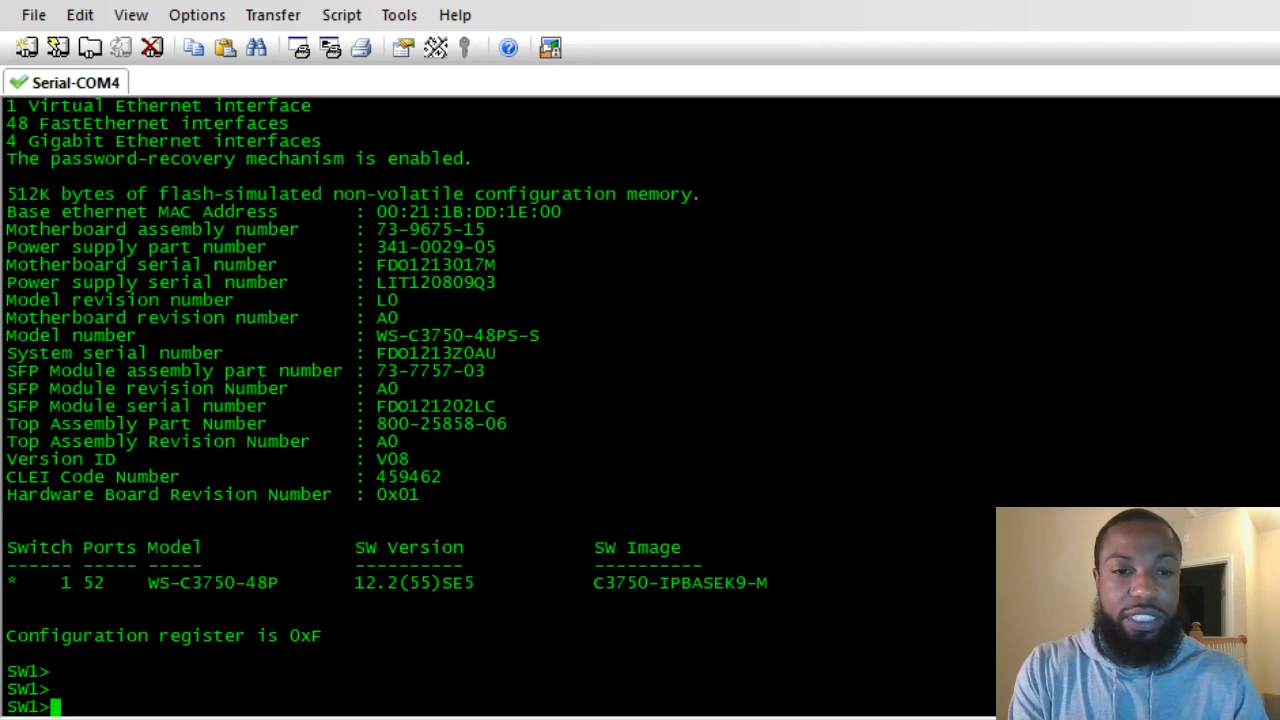 File Edit View Options Transfer Script Tools Help
Serial-COM4
1 Virtual Ethernet interface
48 FastEthernet interfaces
4 Gigabit Ethernet interfaces
The password-recovery mechanism is enabled.
512K bytes of flash-simulated non-volatile configuration memory.
Base ethernet MAC Address : 00:21:1B:DD:1E:00
Motherboard assembly number : 73-9675-15
Power supply part number : 341-0029-05
Motherboard serial number : FDO1213017M
Power supply serial number : LIT120809Q3
Model revision number : L0
Motherboard revision number : A0
Model number : WS-C3750-48PS-S
System serial number : FDO1213Z0AU
SFP Module assembly part number : 73-7757-03
SFP Module revision Number : A0
SFP Module serial number : FDO121202LC
Top Assembly Part Number : 800-25858-06
Top Assembly Revision Number : A0
Version ID : V08
CLEI Code Number : 459462
Hardware Board Revision Number : 0x01
Switch Ports Model SW Version SW Image
------ ----- ----- ---------- ----------
* 1 52 WS-C3750-48P 12.2(55)SE5 C3750-IPBASEK9-M
Configuration register is 0xF
SW1>
SW1>
SW1>